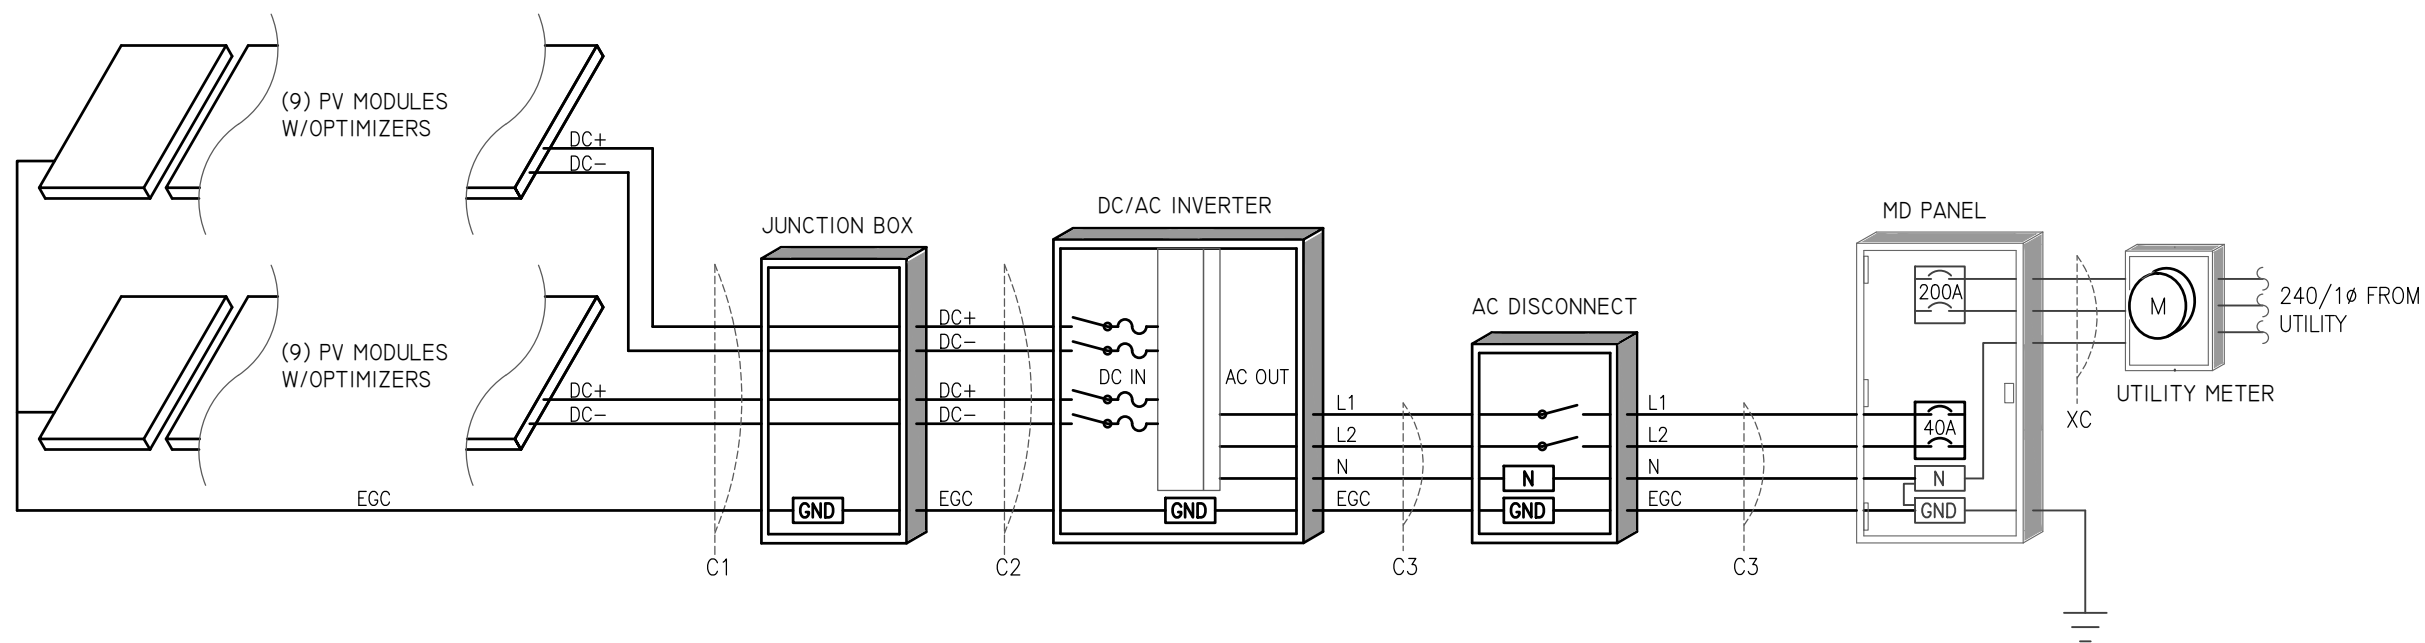 (9) PV MODULES
W/OPTIMIZERS
DC+
DC-
(9) PV MODULES
W/OPTIMIZERS
DC+
DC-
EGC
C1
JUNCTION BOX
GND
DC+
DC-
DC+
DC-
EGC
C2
DC/AC INVERTER
DC IN
AC OUT
GND
L1
L2
N
EGC
C3
AC DISCONNECT
N
GND
L1
L2
N
EGC
C3
MD PANEL
200A
40A
N
GND
XC
M
UTILITY METER
240/1ø FROM
UTILITY